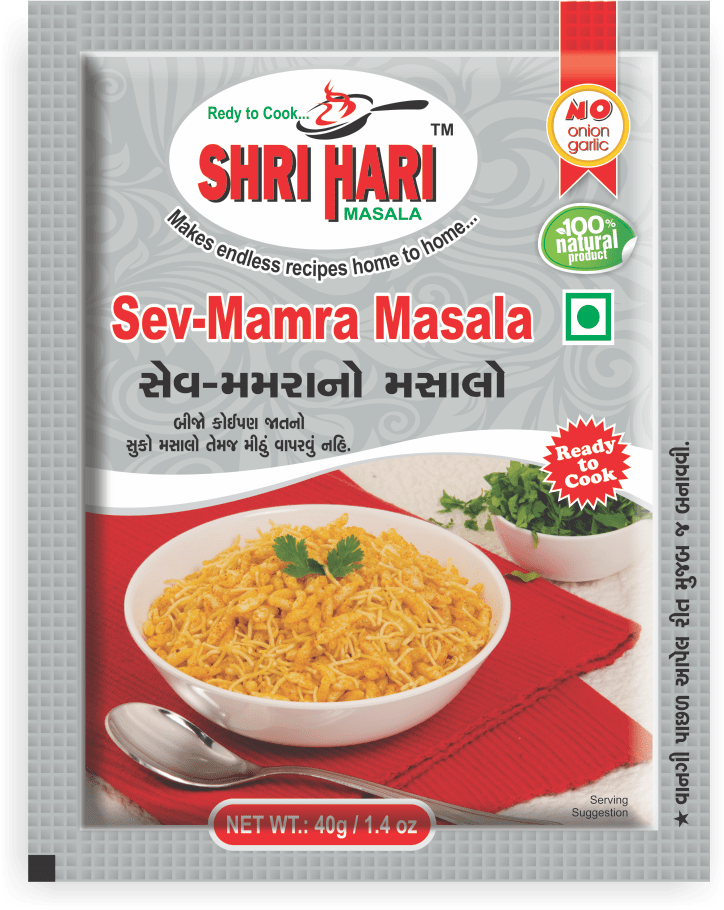 Redy to Cook...
SHRI HARI
TM
MASALA
Makes endless recipes home to home...
NO
onion
garlic
100%
natural
product
Sev-Mamra Masala
સેવ-મમરાનો મસાલો
બીજો કોઈપણ જાતનો
સુકો મસાલો તેમજ મીઠું વાપરવું નહિ.
Ready
to
Cook
★ વાનગી પાછળ આપેલ રીત મુજબ જ બનાવવી.
Serving
Suggestion
NET WT.: 40g / 1.4 oz